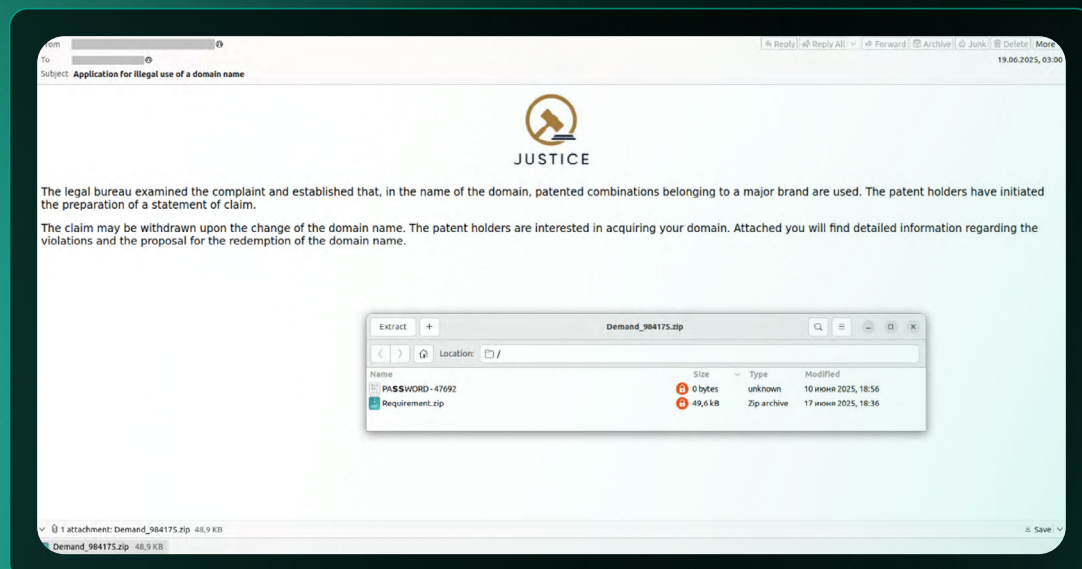 From
Reply Reply All Forward Archive Junk Delete More
To
19.06.2025, 03:00
Subject Application for illegal use of a domain name
JUSTICE
The legal bureau examined the complaint and established that, in the name of the domain, patented combinations belonging to a major brand are used. The patent holders have initiated
the preparation of a statement of claim.
The claim may be withdrawn upon the change of the domain name. The patent holders are interested in acquiring your domain. Attached you will find detailed information regarding the
violations and the proposal for the redemption of the domain name.
Extract + Demand_984175.zip
Location: /
Name Size Type Modified
PASSWORD - 47692 0 bytes unknown 10 июня 2025, 18:56
Requirement.zip 49,6 kB Zip archive 17 июня 2025, 18:36
1 attachment: Demand_984175.zip 48,9 KB Save
Demand_984175.zip 48,9 KB